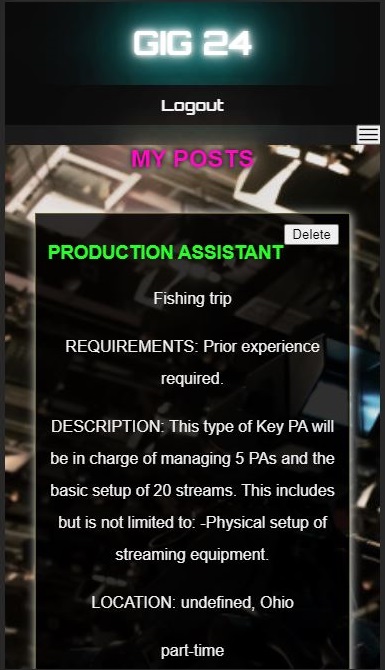 GIG 24
Logout
MY POSTS
Delete
PRODUCTION ASSISTANT
Fishing trip
REQUIREMENTS: Prior experience
required.
DESCRIPTION: This type of Key PA will
be in charge of managing 5 PAs and the
basic setup of 20 streams. This includes
but is not limited to: -Physical setup of
streaming equipment.
LOCATION: undefined, Ohio
part-time